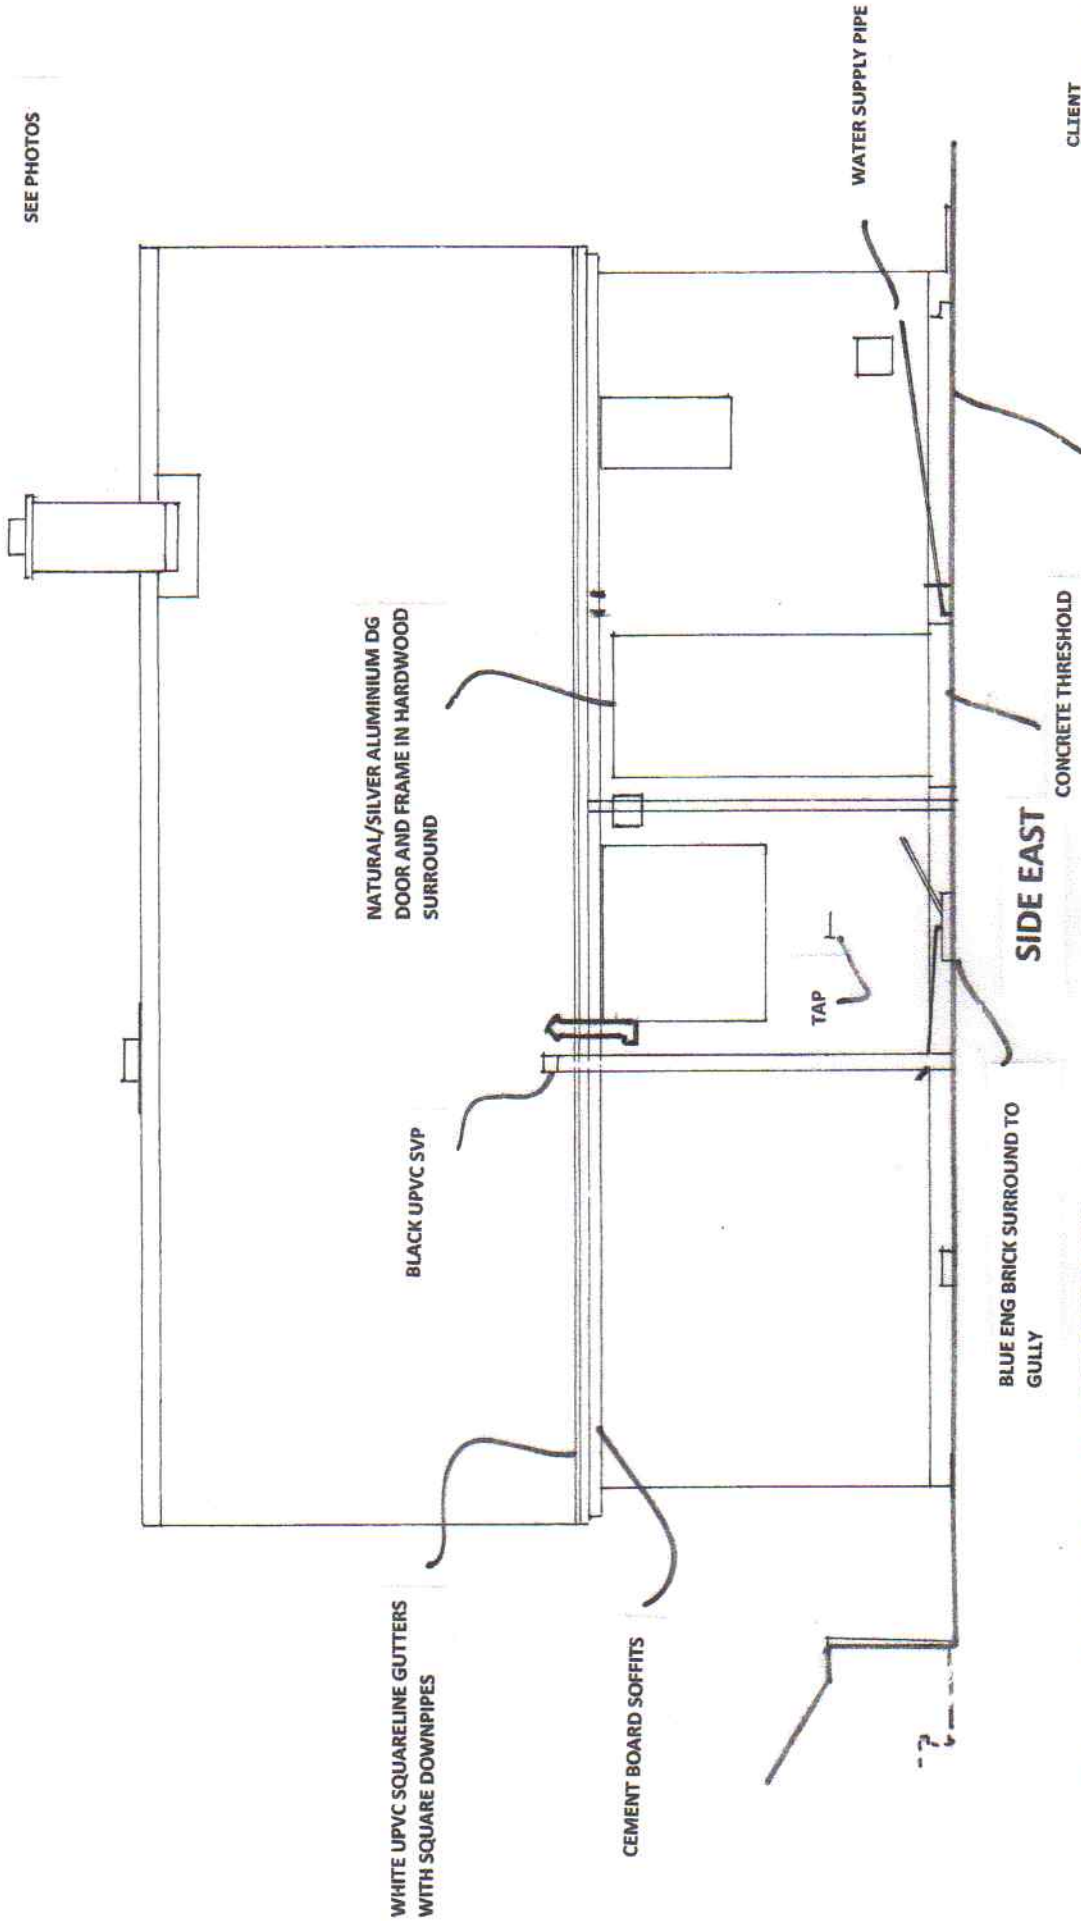 SEE PHOTOS
WATER SUPPLY PIPE
CLIENT
NATURAL/SILVER ALUMINIUM DG
DOOR AND FRAME IN HARDWOOD
SURROUND
BLACK UPVC SVP
WHITE UPVC SQUARELINE GUTTERS
WITH SQUARE DOWNPIPES
CEMENT BOARD SOFFITS
TAP
CONCRETE THRESHOLD
BLUE ENG BRICK SURROUND TO
GULLY
SIDE EAST